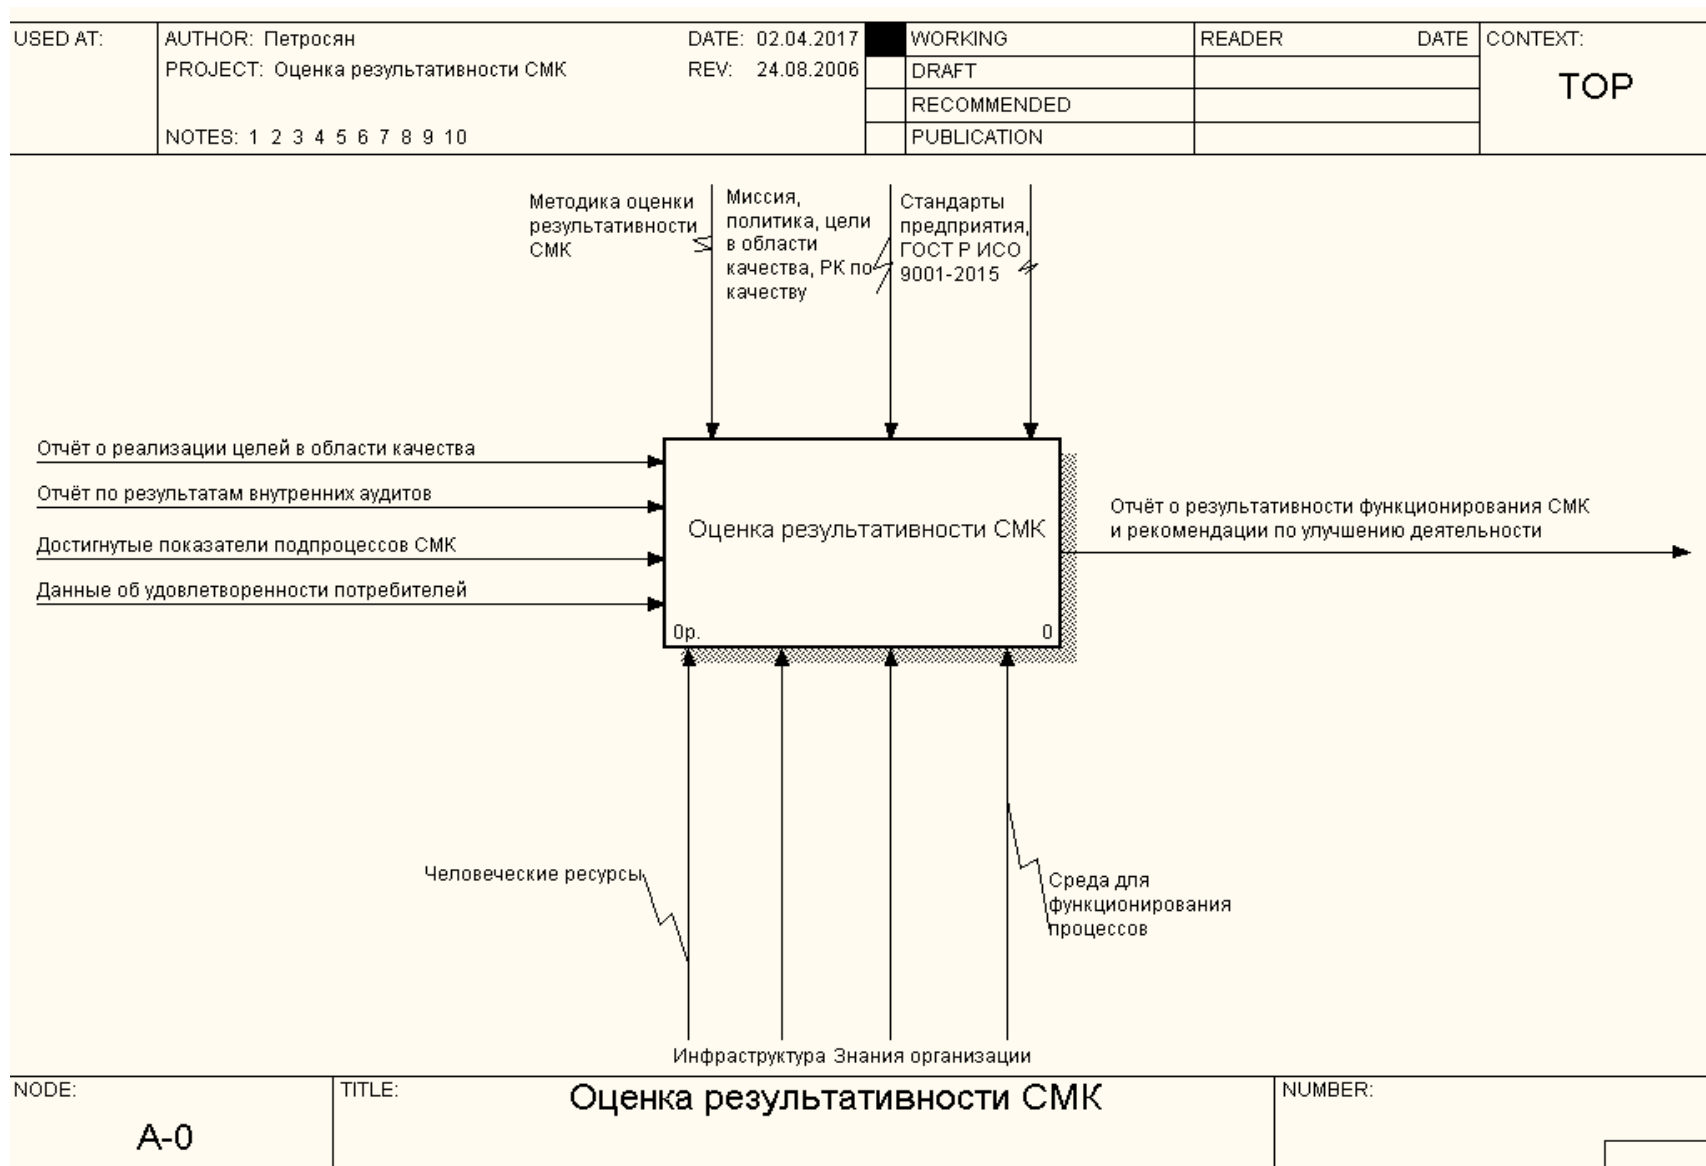 USED AT:
AUTHOR: Петросян
DATE: 02.04.2017
WORKING
READER
DATE
CONTEXT:
PROJECT: Оценка результативности СМК
REV: 24.08.2006
DRAFT
TOP
RECOMMENDED
NOTES: 1 2 3 4 5 6 7 8 9 10
PUBLICATION
Методика оценки
результативности
СМК
Миссия,
политика, цели
в области
качества, РК по
качеству
Стандарты
предприятия,
ГОСТ Р ИСО
9001-2015
Отчёт о реализации целей в области качества
Отчёт по результатам внутренних аудитов
Достигнутые показатели подпроцессов СМК
Данные об удовлетворенности потребителей
Оценка результативности СМК
0р.
0
Отчёт о результативности функционирования СМК
и рекомендации по улучшению деятельности
Человеческие ресурсы
Среда для
функционирования
процессов
Инфраструктура
Знания организации
NODE:
A-0
TITLE:
Оценка результативности СМК
NUMBER: